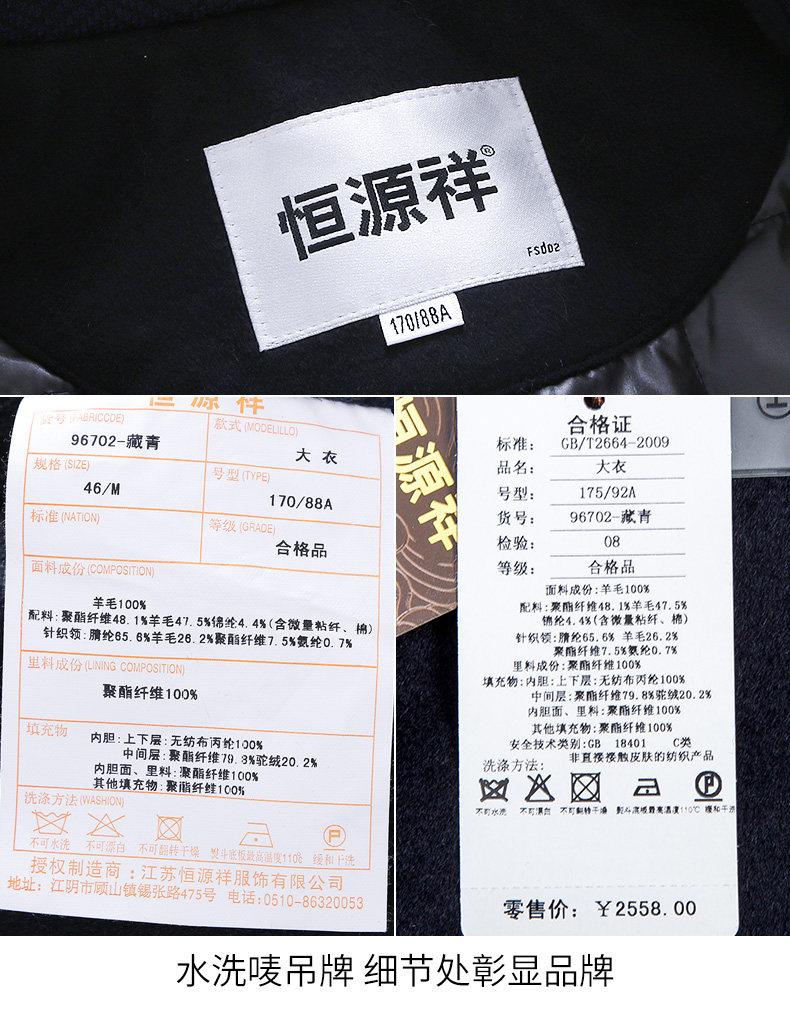 恒源祥®
FSd02
170/88A
恒源祥
货号(FABRICCDE)
96702-藏青
款式(MODELILLO)
大衣
规格(SIZE)
46/M
号型(TYPE)
170/88A
标准(NATION)
等级(GRADE)
合格品
面料成份(COMPOSITION)
羊毛100%
配料:聚酯纤维48.1%羊毛47.5%锦纶4.4%(含微量粘纤、棉)
针织领:腈纶65.6%羊毛26.2%聚酯纤维7.5%氨纶0.7%
里料成份(LINING COMPOSITION)
聚酯纤维100%
填充物
内胆:上下层:无纺布丙纶100%
中间层:聚酯纤维79.8%驼绒20.2%
内胆面、里料:聚酯纤维100%
其他填充物:聚酯纤维100%
洗涤方法(WASHION)
不可水洗 不可漂白 不可翻转干燥 熨斗底板最高温度110℃ 缓和干洗
授权制造商:江苏恒源祥服饰有限公司
地址:江阴市顾山镇锡张路475号 电话:0510-86320053
恒源祥
合格证
标准: GB/T2664-2009
品名: 大衣
号型: 175/92A
货号: 96702-藏青
检验: 08
等级: 合格品
面料成份:羊毛100%
配料:聚酯纤维48.1%羊毛47.5%
锦纶4.4%(含微量粘纤、棉)
针织领:腈纶65.6% 羊毛26.2%
聚酯纤维7.5%氨纶0.7%
里料成份:聚酯纤维100%
填充物:内胆:上下层:无纺布丙纶100%
中间层:聚酯纤维79.8%驼绒20.2%
内胆面、里料:聚酯纤维100%
其他填充物:聚酯纤维100%
安全技术类别:GB 18401 C类
非直接接触皮肤的纺织产品
洗涤方法:
不可水洗 不可漂白 不可翻转干燥 熨斗底板最高温度110℃ 缓和干洗
零售价: ¥2558.00
水洗唛吊牌 细节处彰显品牌